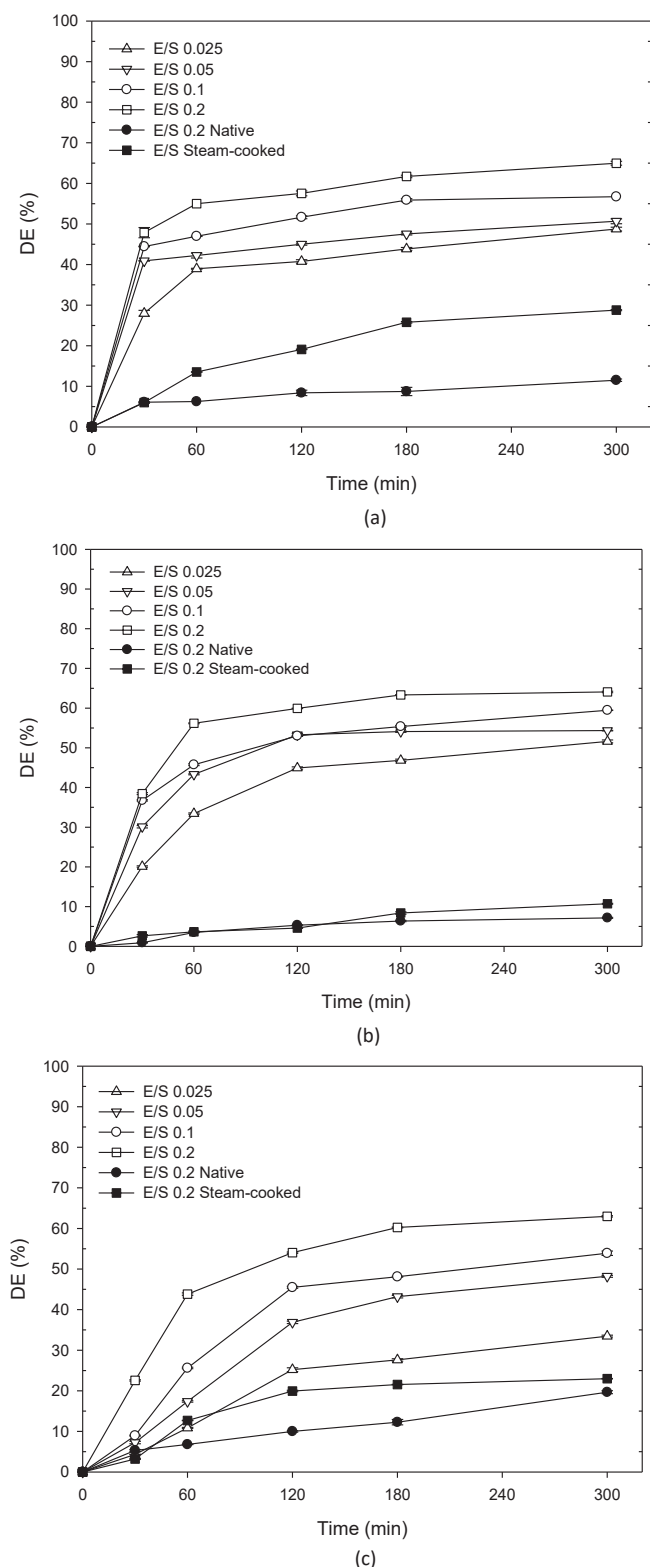 100
90
80
70
60
50
40
30
20
10
0
DE (%)
E/S 0.025
E/S 0.05
E/S 0.1
E/S 0.2
E/S 0.2 Native
E/S Steam-cooked
0 60 120 180 240 300
Time (min)
(a)
100
90
80
70
60
50
40
30
20
10
0
DE (%)
E/S 0.025
E/S 0.05
E/S 0.1
E/S 0.2
E/S 0.2 Native
E/S 0.2 Steam-cooked
0 60 120 180 240 300
Time (min)
(b)
100
90
80
70
60
50
40
30
20
10
0
DE (%)
E/S 0.025
E/S 0.05
E/S 0.1
E/S 0.2
E/S 0.2 Native
E/S 0.2 Steam-cooked
0 60 120 180 240 300
Time (min)
(c)